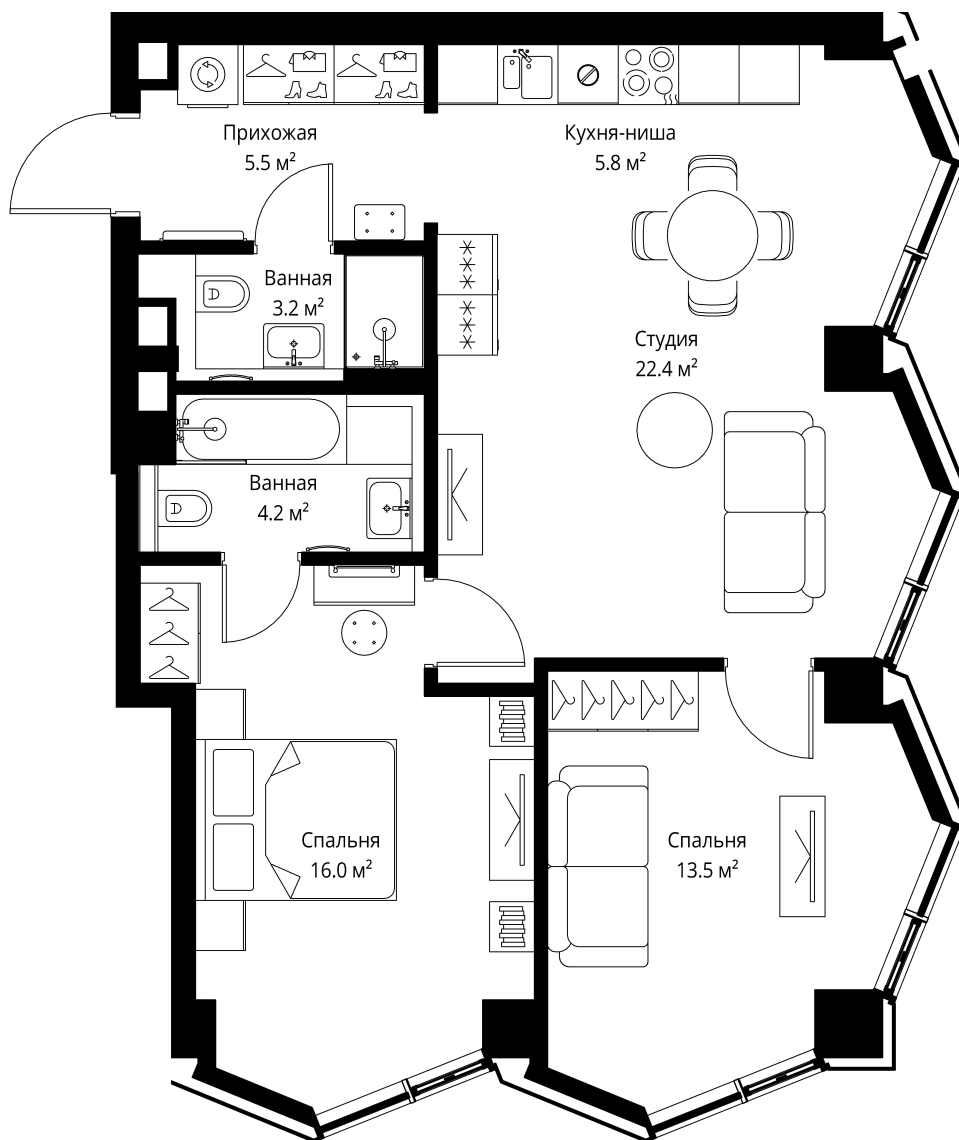 Прихожая
5.5 м²
Кухня-ниша
5.8 м²
Ванная
3.2 м²
Студия
22.4 м²
Ванная
4.2 м²
Спальня
16.0 м²
Спальня
13.5 м²